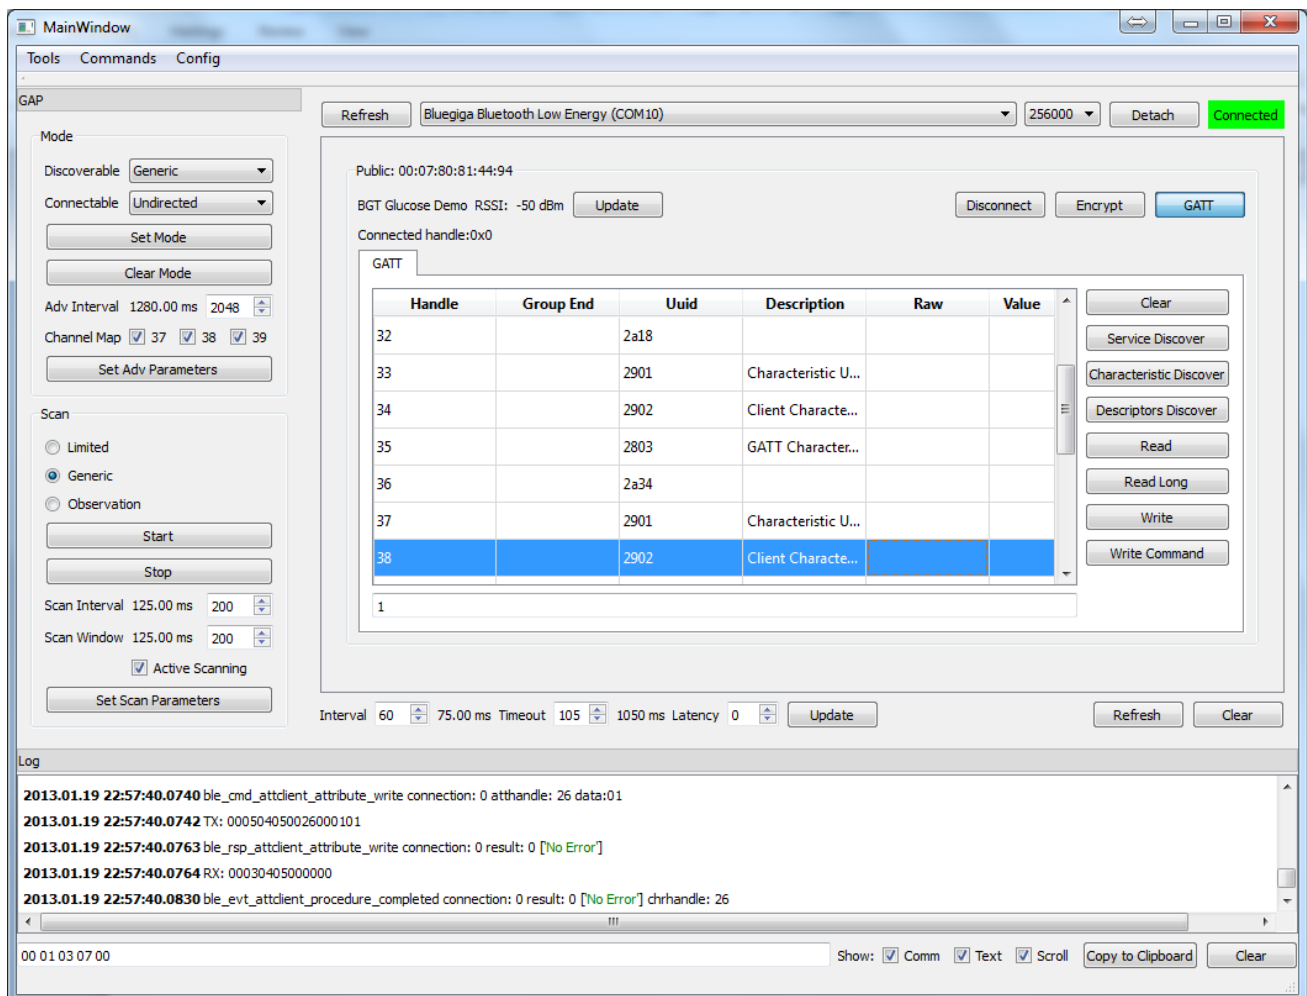 MainWindow
Tools Commands Config
GAP
Mode
Discoverable Generic
Connectable Undirected
Set Mode
Clear Mode
Adv Interval 1280.00 ms 2048
Channel Map 37 38 39
Set Adv Parameters
Scan
Limited
Generic
Observation
Start
Stop
Scan Interval 125.00 ms 200
Scan Window 125.00 ms 200
Active Scanning
Set Scan Parameters
Refresh Bluegiga Bluetooth Low Energy (COM10) 256000 Detach Connected
Public: 00:07:80:81:44:94
BGT Glucose Demo RSSI: -50 dBm Update Disconnect Encrypt GATT
Connected handle:0x0
GATT
Handle Group End Uuid Description Raw Value
32 2a18
33 2901 Characteristic U...
34 2902 Client Characte...
35 2803 GATT Character...
36 2a34
37 2901 Characteristic U...
38 2902 Client Characte...
1
Clear
Service Discover
Characteristic Discover
Descriptors Discover
Read
Read Long
Write
Write Command
Interval 60 75.00 ms Timeout 105 1050 ms Latency 0 Update Refresh Clear
Log
2013.01.19 22:57:40.0740 ble_cmd_attclient_attribute_write connection: 0 atthandle: 26 data:01
2013.01.19 22:57:40.0742 TX: 000504050026000101
2013.01.19 22:57:40.0763 ble_rsp_attclient_attribute_write connection: 0 result: 0 ['No Error']
2013.01.19 22:57:40.0764 RX: 00030405000000
2013.01.19 22:57:40.0830 ble_evt_attclient_procedure_completed connection: 0 result: 0 ['No Error'] chrhandle: 26
00 01 03 07 00 Show: Comm Text Scroll Copy to Clipboard Clear